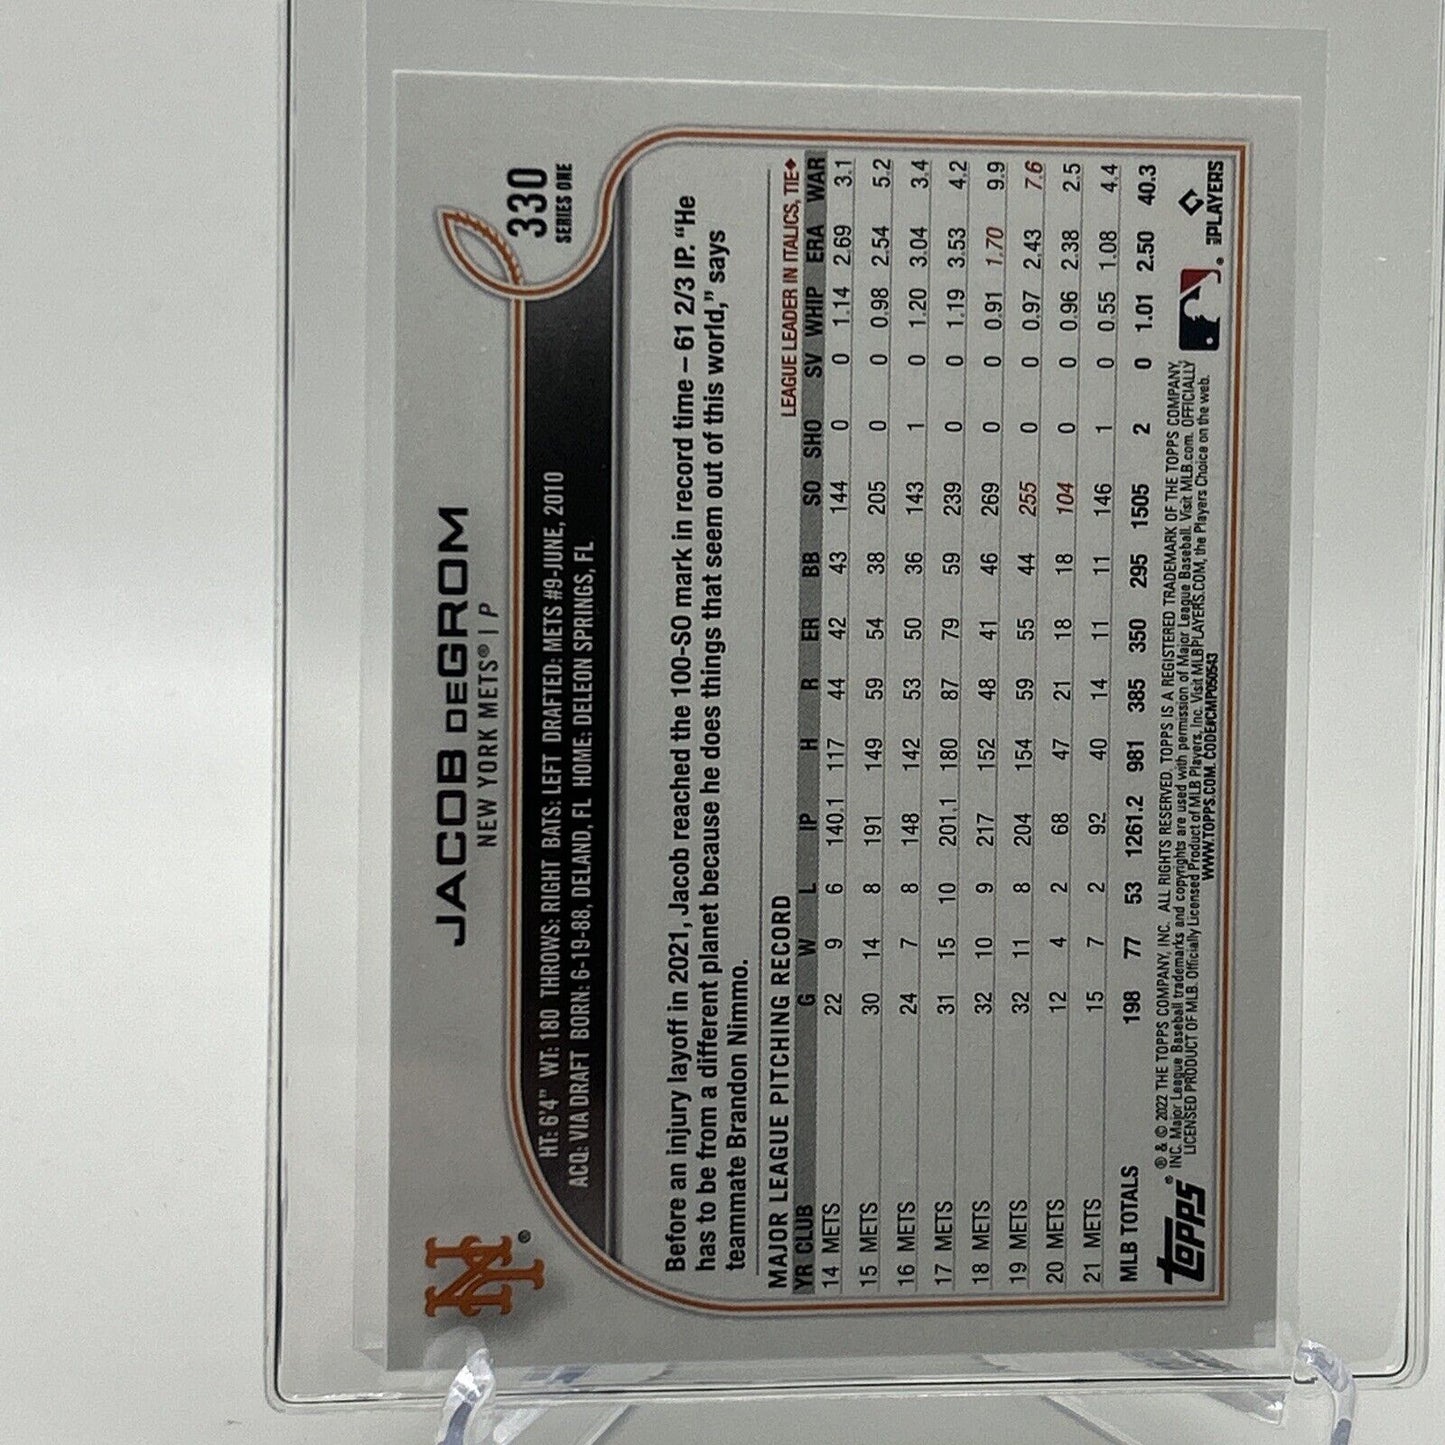 JACOB DEGROM
NEW YORK METS® | P
330
SERIES ONE
HT: 6'4" WT: 180 THROWS: RIGHT BATS: LEFT DRAFTED: METS #9-JUNE, 2010
ACQ: VIA DRAFT BORN: 6-19-88, DELAND, FL HOME: DELEON SPRINGS, FL
Before an injury layoff in 2021, Jacob reached the 100-SO mark in record time – 61 2/3 IP. “He
has to be from a different planet because he does things that seem out of this world,” says
teammate Brandon Nimmo.
MAJOR LEAGUE PITCHING RECORD LEAGUE LEADER IN ITALICS, TIE♦
YR CLUB G W L IP H R ER BB SO SHO SV WHIP ERA WAR
14 METS 22 9 6 140.1 117 44 42 43 144 0 0 1.14 2.69 3.1
15 METS 30 14 8 191 149 59 54 38 205 0 0 0.98 2.54 5.2
16 METS 24 7 8 148 142 53 50 36 143 1 0 1.20 3.04 3.4
17 METS 31 15 10 201.1 180 87 79 59 239 0 0 1.19 3.53 4.2
18 METS 32 10 9 217 152 48 41 46 269 0 0 0.91 1.70 9.9
19 METS 32 11 8 204 154 59 55 44 255 0 0 0.97 2.43 7.6
20 METS 12 4 2 68 47 21 18 18 104 0 0 0.96 2.38 2.5
21 METS 15 7 2 92 40 14 11 11 146 1 0 0.55 1.08 4.4
MLB TOTALS 198 77 53 1261.2 981 385 350 295 1505 2 0 1.01 2.50 40.3
topps®
® & © 2022 THE TOPPS COMPANY, INC. ALL RIGHTS RESERVED. TOPPS IS A REGISTERED TRADEMARK OF THE TOPPS COMPANY,
INC. Major League Baseball trademarks and copyrights are used with permission of Major League Baseball. Visit MLB.com. OFFICIALLY
LICENSED PRODUCT OF MLB. Officially Licensed Product of MLB Players, Inc. Visit MLBPLAYERS.COM, the Players Choice on the web.
WWW.TOPPS.COM. CODE#CMP050543
MLB PLAYERS